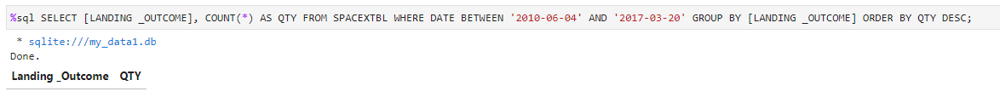 %sql SELECT [LANDING _OUTCOME], COUNT(*) AS QTY FROM SPACEXTBL WHERE DATE BETWEEN '2010-06-04' AND '2017-03-20' GROUP BY [LANDING _OUTCOME] ORDER BY QTY DESC;
* sqlite:///my_data1.db
Done.
Landing _Outcome QTY